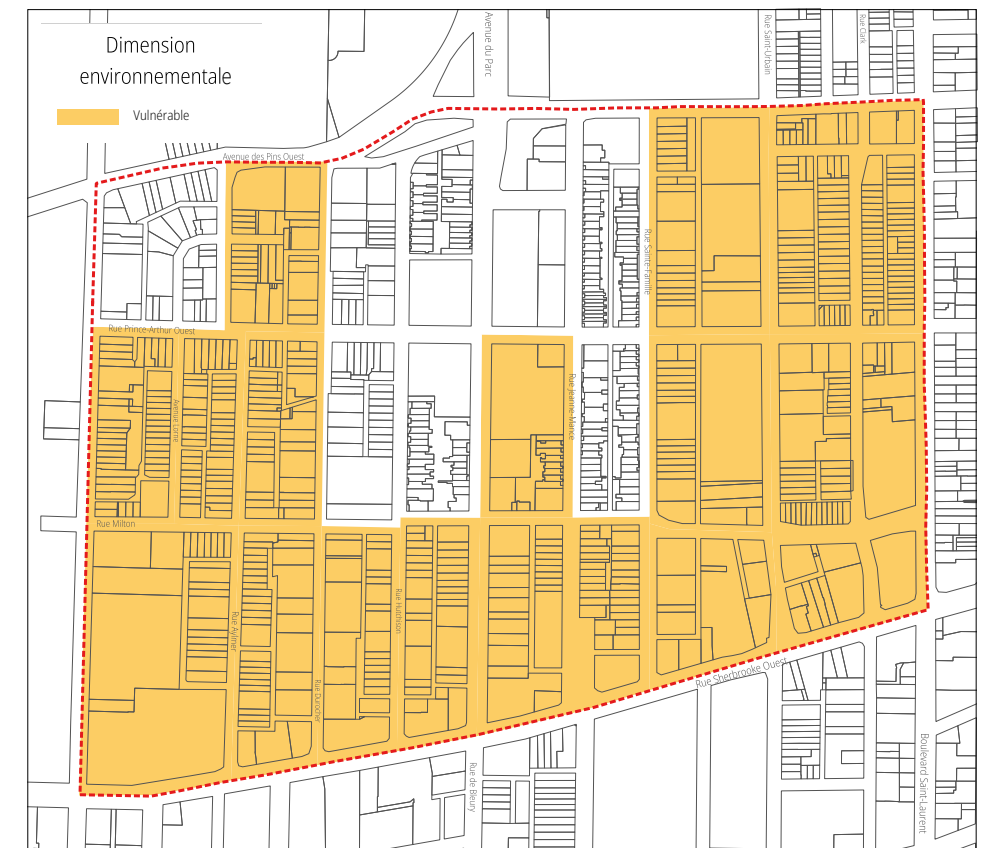 Dimension
environnementale
Vulnérable
Avenue du Parc
Rue Saint-Urbain
Rue Clark
Avenue des Pins Ouest
Rue Sainte-Famille
Rue Prince-Arthur Ouest
Avenue Lorne
Rue Jeanne-Mance
Rue Milton
Rue Aylmer
Rue Hutchison
Rue Durocher
Rue Sherbrooke Ouest
Rue de Bleury
Boulevard Saint-Laurent